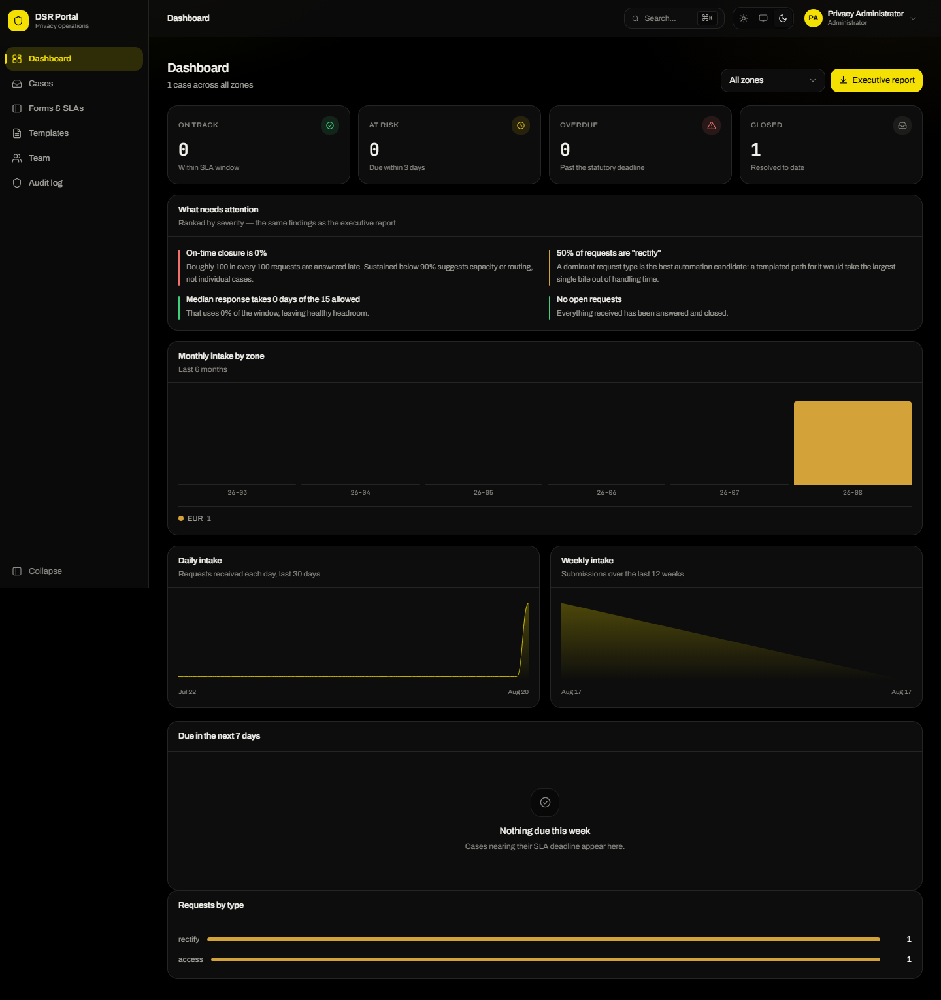 DSR Portal
Privacy operations
Dashboard
Cases
Forms & SLAs
Templates
Team
Audit log
Collapse
Dashboard
Search...
⌘K
PA
Privacy Administrator
Administrator
Dashboard
1 case across all zones
All zones
Executive report
ON TRACK
0
Within SLA window
AT RISK
0
Due within 3 days
OVERDUE
0
Past the statutory deadline
CLOSED
1
Resolved to date
What needs attention
Ranked by severity — the same findings as the executive report
On-time closure is 0%
Roughly 100 in every 100 requests are answered late. Sustained below 90% suggests capacity or routing,
not individual cases.
50% of requests are "rectify"
A dominant request type is the best automation candidate: a templated path for it would take the largest
single bite out of handling time.
Median response takes 0 days of the 15 allowed
That uses 0% of the window, leaving healthy headroom.
No open requests
Everything received has been answered and closed.
Monthly intake by zone
Last 6 months
26-03
26-04
26-05
26-06
26-07
26-08
EUR 1
Daily intake
Requests received each day, last 30 days
Jul 22
Aug 20
Weekly intake
Submissions over the last 12 weeks
Aug 17
Aug 17
Due in the next 7 days
Nothing due this week
Cases nearing their SLA deadline appear here.
Requests by type
rectify
1
access
1